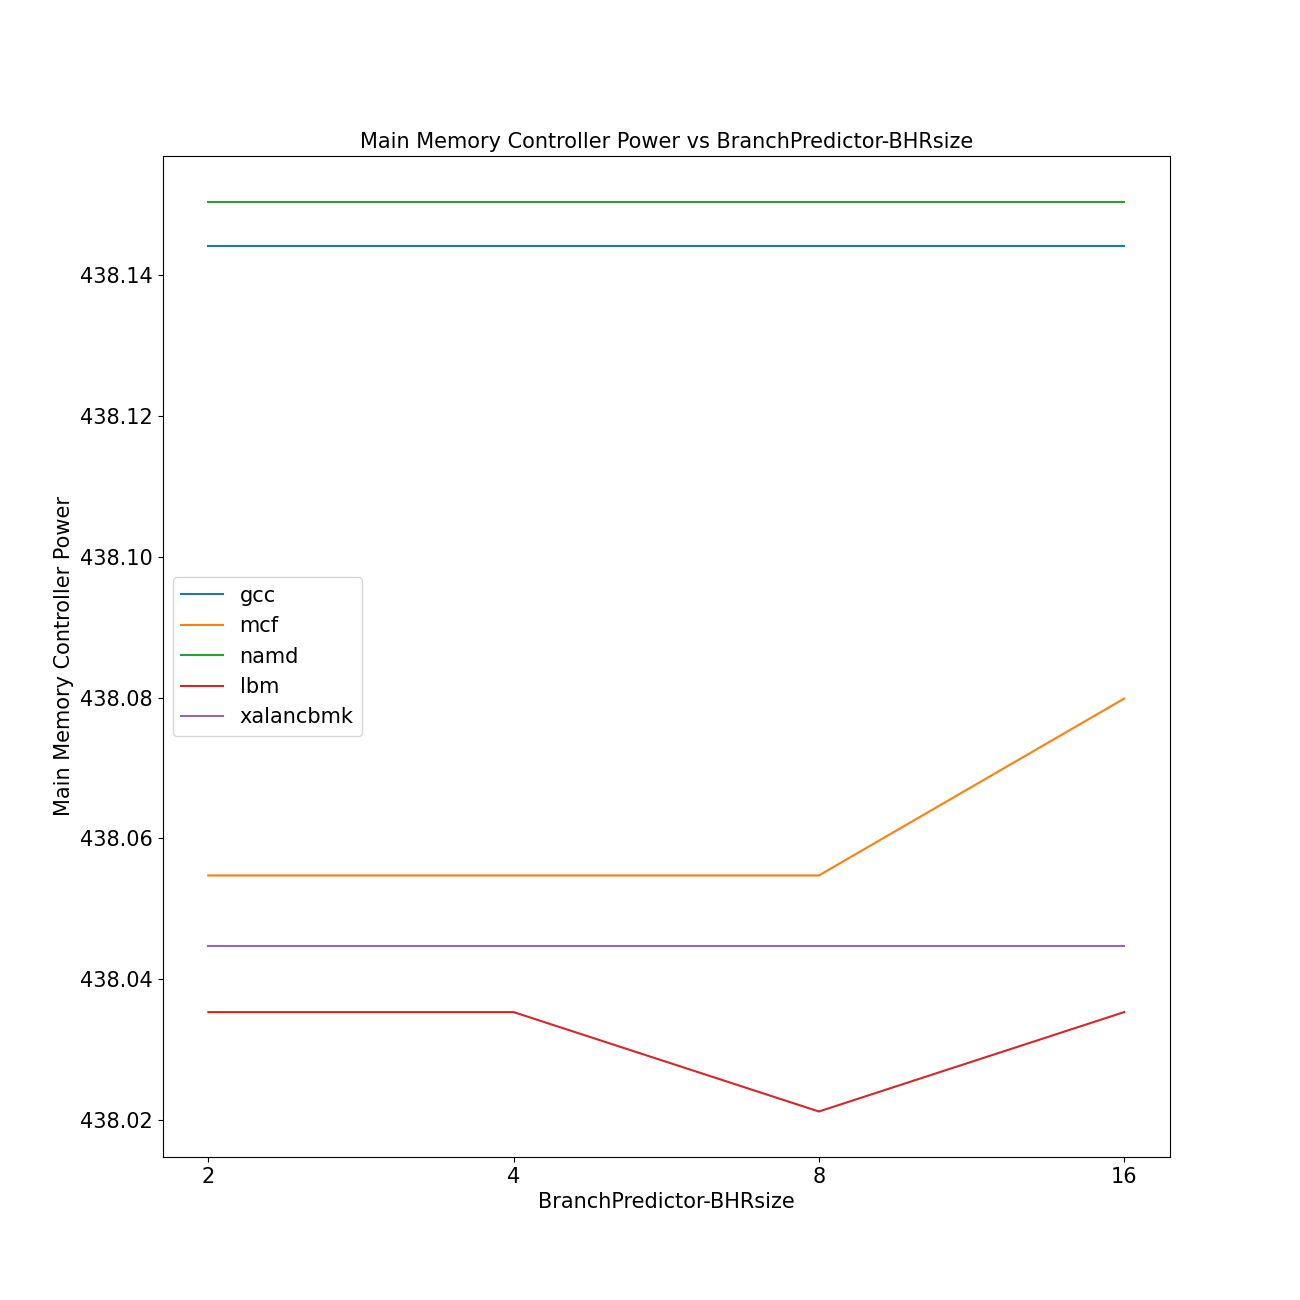 Main Memory Controller Power vs BranchPredictor-BHRsize
Main Memory Controller Power
438.14
438.12
438.10
438.08
438.06
438.04
438.02
gcc
mcf
namd
lbm
xalancbmk
2 4 8 16
BranchPredictor-BHRsize